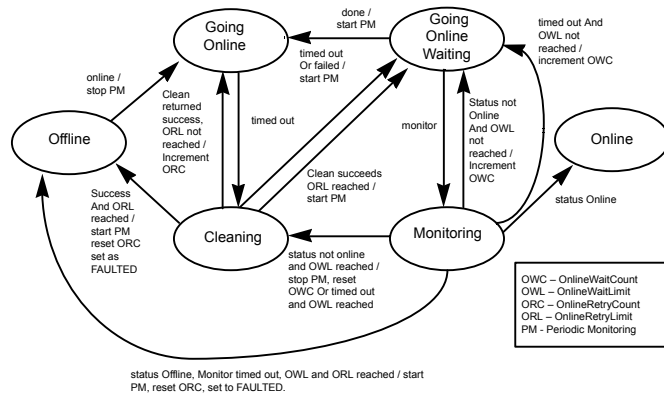 done /
start PM
Going
Online
Going
Online
Waiting
timed out And
OWL not
reached /
increment OWC
timed out
Or failed /
start PM
online /
stop PM
Clean
returned
success,
ORL not
reached /
Increment
ORC
timed out
monitor
Status not
Online
And OWL
not
reached /
Increment
OWC
Offline
Online
Clean succeeds
ORL reached /
start PM
Success
And ORL
reached /
start PM
reset ORC
set as
FAULTED
status Online
Cleaning
Monitoring
status not online
and OWL reached /
stop PM, reset
OWC Or timed out
and OWL reached
OWC – OnlineWaitCount
OWL – OnlineWaitLimit
ORC – OnlineRetryCount
ORL – OnlineRetryLimit
PM - Periodic Monitoring
status Offline, Monitor timed out, OWL and ORL reached / start
PM, reset ORC, set to FAULTED.